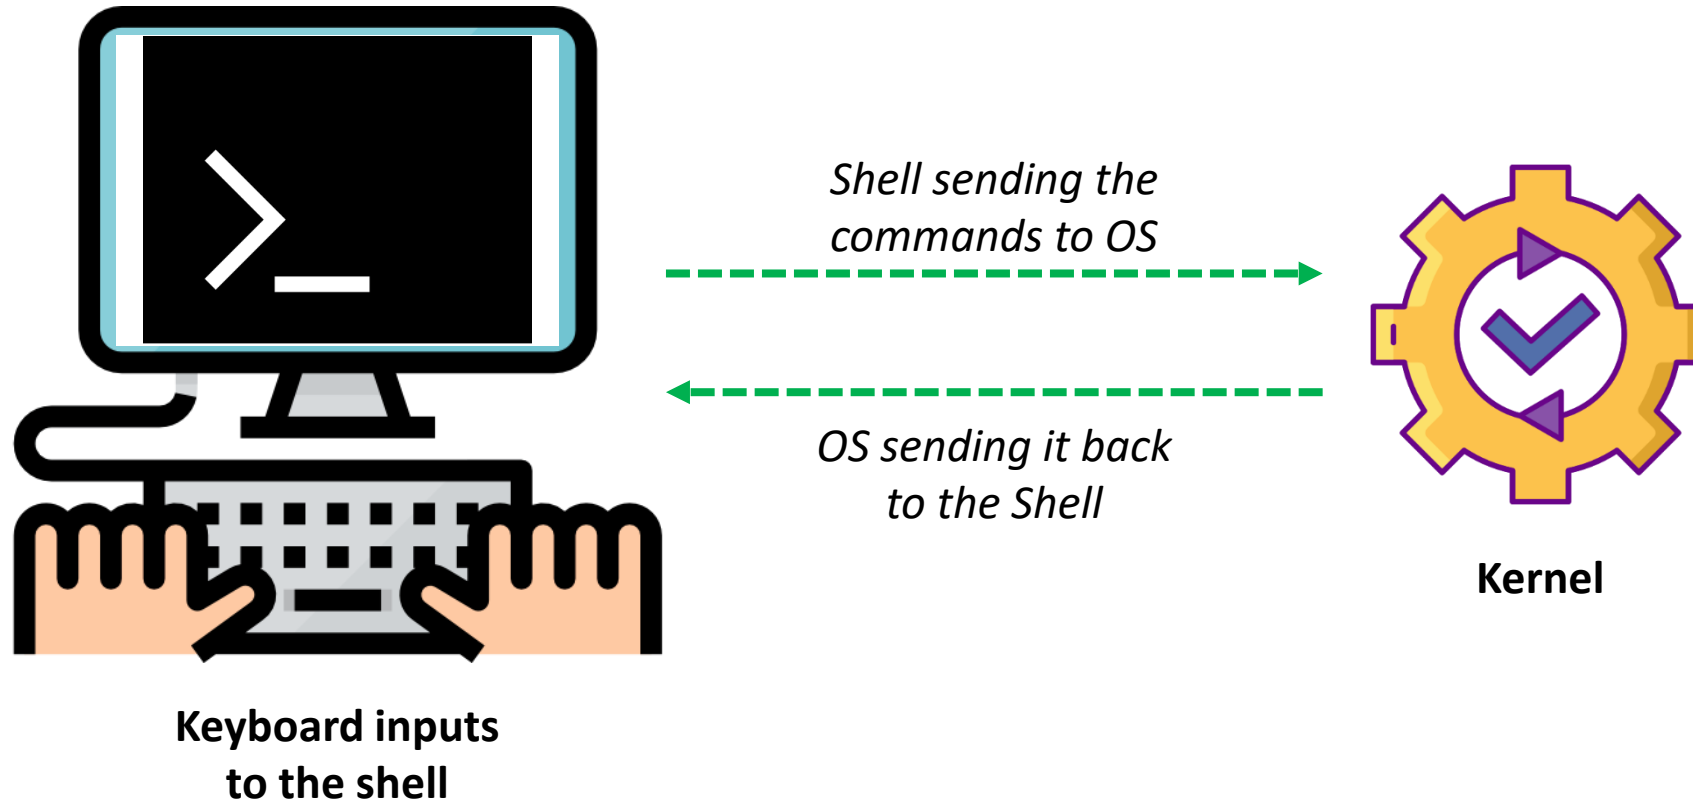 >_
Shell sending the
commands to OS
OS sending it back
to the Shell
Kernel
Keyboard inputs
to the shell